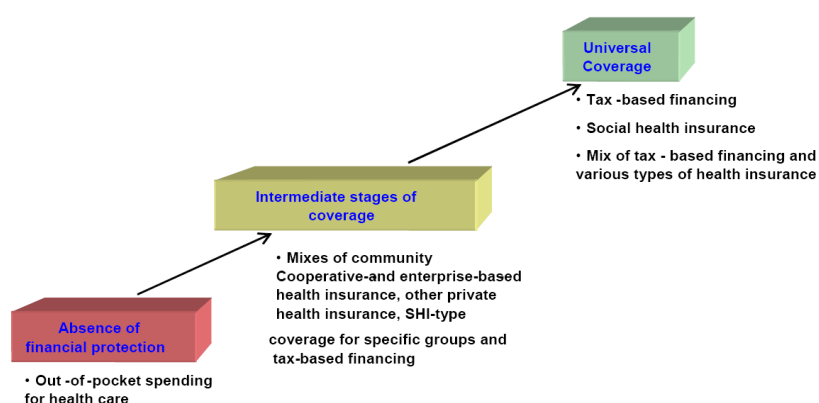 Universal
Coverage
• Tax -based financing
• Social health insurance
• Mix of tax - based financing and
various types of health insurance
Intermediate stages of
coverage
• Mixes of community
Cooperative-and enterprise-based
health insurance, other private
health insurance, SHI-type
coverage for specific groups and
tax-based financing
Absence of
financial protection
• Out -of-pocket spending
for health care